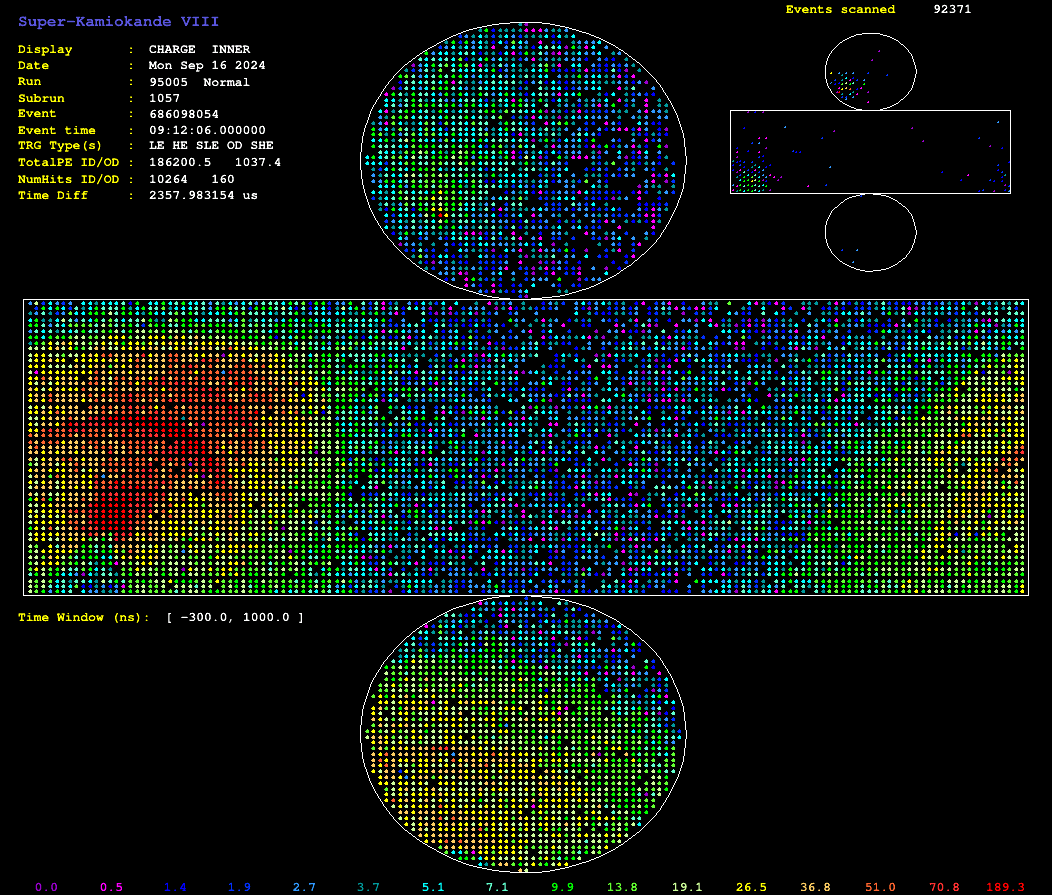 Super-Kamiokande VIII
Events scanned 92371
Display : CHARGE INNER
Date : Mon Sep 16 2024
Run : 95005 Normal
Subrun : 1057
Event : 686098054
Event time : 09:12:06.000000
TRG Type(s) : LE HE SLE OD SHE
TotalPE ID/OD : 186200.5 1037.4
NumHits ID/OD : 10264 160
Time Diff : 2357.983154 us
Time Window (ns): [ -300.0, 1000.0 ]
0.0 0.5 1.4 1.9 2.7 3.7 5.1 7.1 9.9 13.8 19.1 26.5 36.8 51.0 70.8 189.3